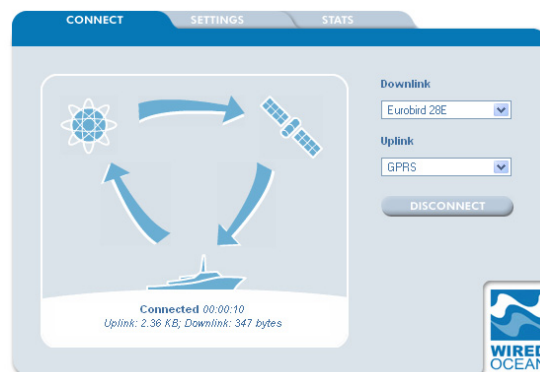 CONNECT SETTINGS STATS
Downlink
Eurobird 28E
Uplink
GPRS
DISCONNECT
Connected 00:00:10
Uplink: 2.36 KB; Downlink: 347 bytes
WIRED
OCEAN